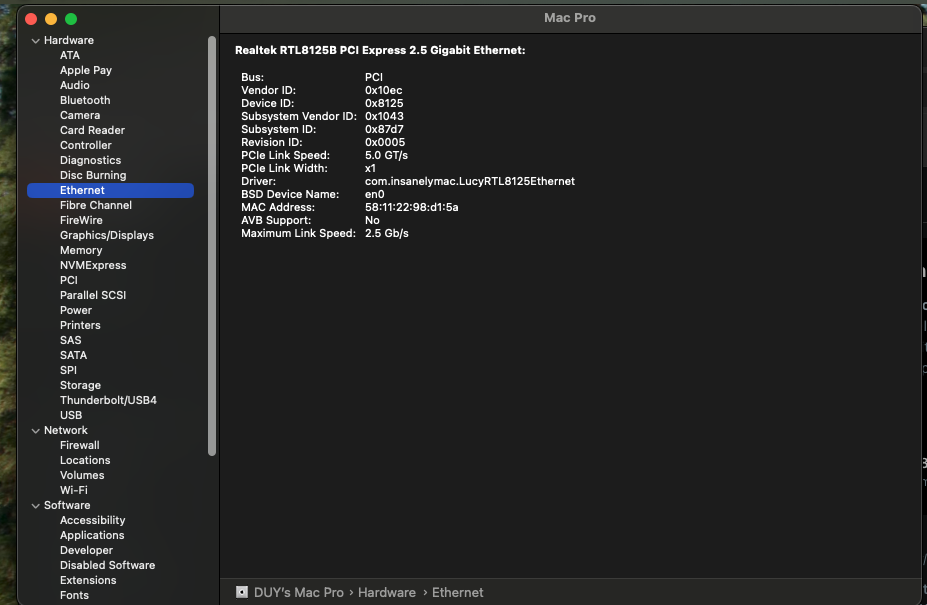 Mac Pro
Hardware
ATA
Apple Pay
Audio
Bluetooth
Camera
Card Reader
Controller
Diagnostics
Disc Burning
Ethernet
Fibre Channel
FireWire
Graphics/Displays
Memory
NVMExpress
PCI
Parallel SCSI
Power
Printers
SAS
SATA
SPI
Storage
Thunderbolt/USB4
USB
Network
Firewall
Locations
Volumes
Wi-Fi
Software
Accessibility
Applications
Developer
Disabled Software
Extensions
Fonts
Realtek RTL8125B PCI Express 2.5 Gigabit Ethernet:
Bus: PCI
Vendor ID: 0x10ec
Device ID: 0x8125
Subsystem Vendor ID: 0x1043
Subsystem ID: 0x87d7
Revision ID: 0x0005
PCIe Link Speed: 5.0 GT/s
PCIe Link Width: x1
Driver: com.insanelymac.LucyRTL8125Ethernet
BSD Device Name: en0
MAC Address: 58:11:22:98:d1:5a
AVB Support: No
Maximum Link Speed: 2.5 Gb/s
DUY's Mac Pro › Hardware › Ethernet